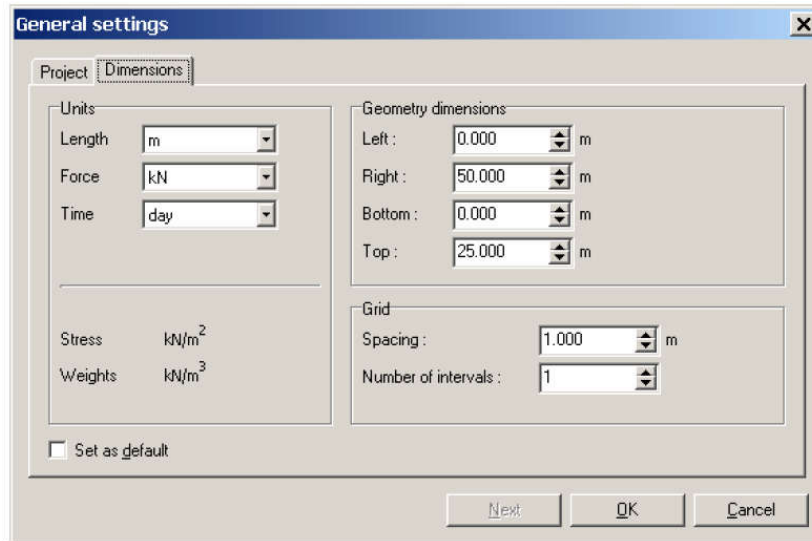 General settings
Project
Dimensions
Units
Length m
Force kN
Time day
Stress kN/m²
Weights kN/m³
Geometry dimensions
Left : 0.000 m
Right : 50.000 m
Bottom : 0.000 m
Top : 25.000 m
Grid
Spacing : 1.000 m
Number of intervals : 1
Set as default
Next
OK
Cancel